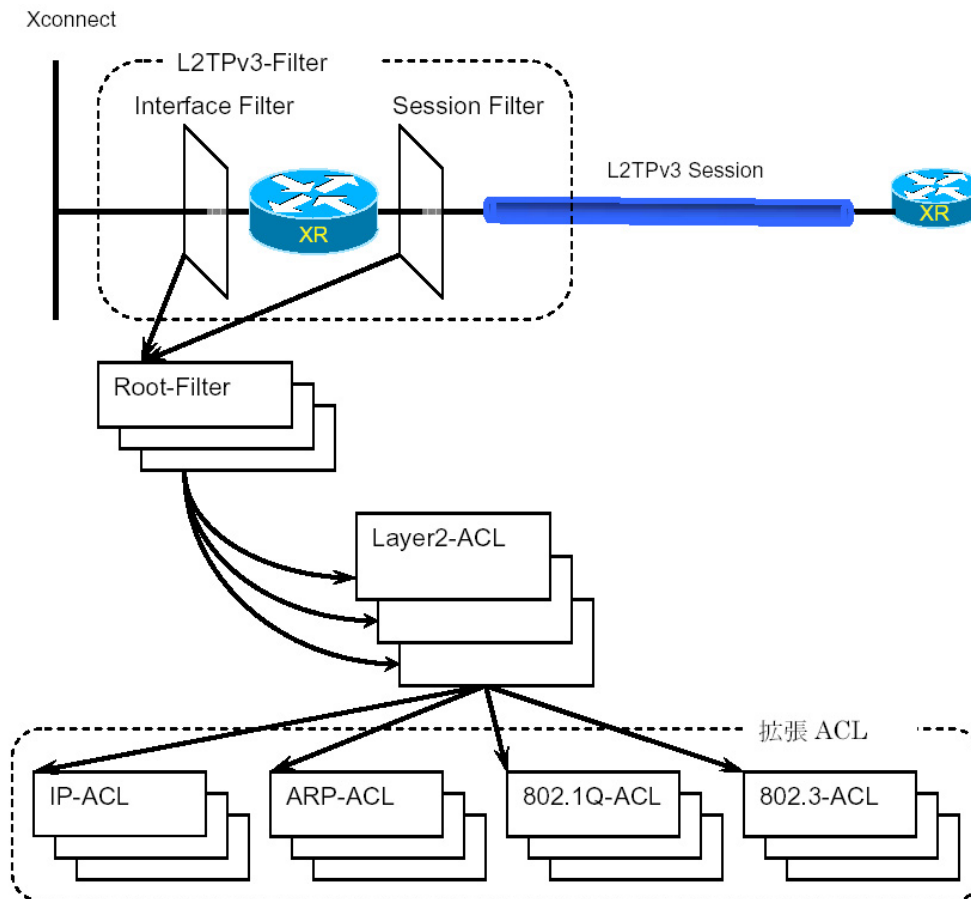 Xconnect
L2TPv3-Filter
Interface Filter
Session Filter
L2TPv3 Session
XR
XR
Root-Filter
Layer2-ACL
拡張 ACL
IP-ACL
ARP-ACL
802.1Q-ACL
802.3-ACL